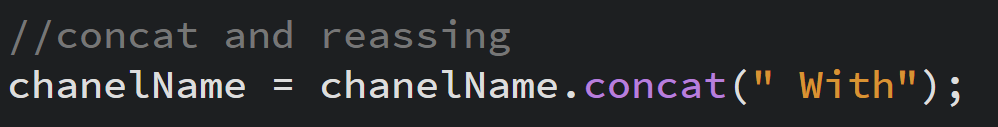 //concat and reassing
chanelName = chanelName.concat(" With");